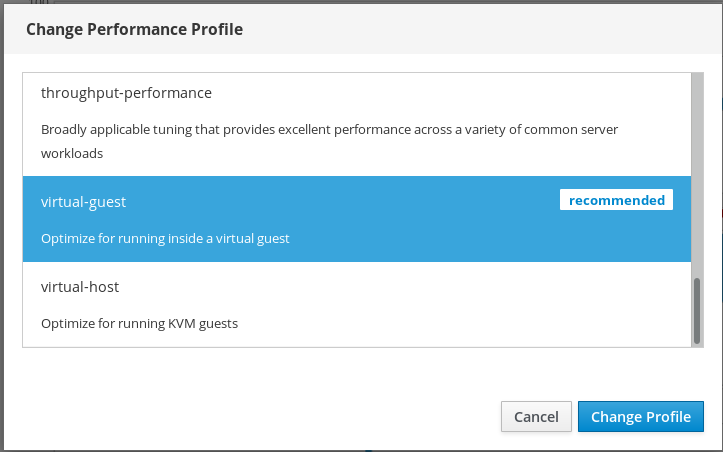 Change Performance Profile
throughput-performance
Broadly applicable tuning that provides excellent performance across a variety of common server
workloads
virtual-guest
recommended
Optimize for running inside a virtual guest
virtual-host
Optimize for running KVM guests
Cancel
Change Profile